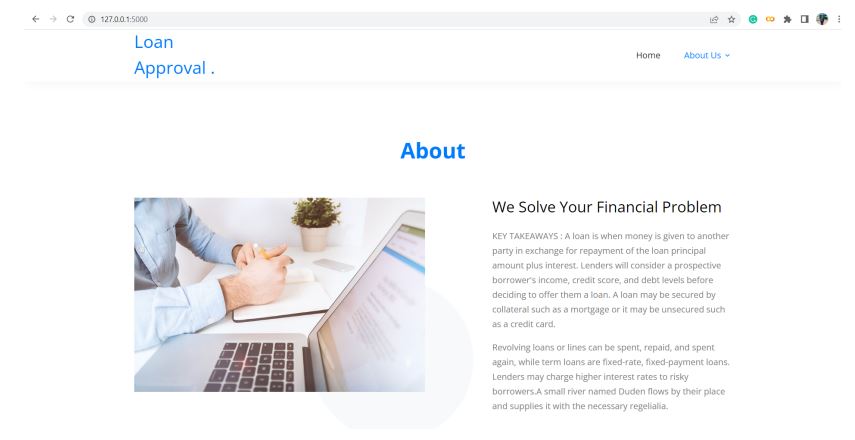 127.0.0.1:5000
Loan
Approval .
Home
About Us
About
We Solve Your Financial Problem
KEY TAKEAWAYS : A loan is when money is given to another
party in exchange for repayment of the loan principal
amount plus interest. Lenders will consider a prospective
borrower's income, credit score, and debt levels before
deciding to offer them a loan. A loan may be secured by
collateral such as a mortgage or it may be unsecured such
as a credit card.
Revolving loans or lines can be spent, repaid, and spent
again, while term loans are fixed-rate, fixed-payment loans.
Lenders may charge higher interest rates to risky
borrowers.A small river named Duden flows by their place
and supplies it with the necessary regelialia.